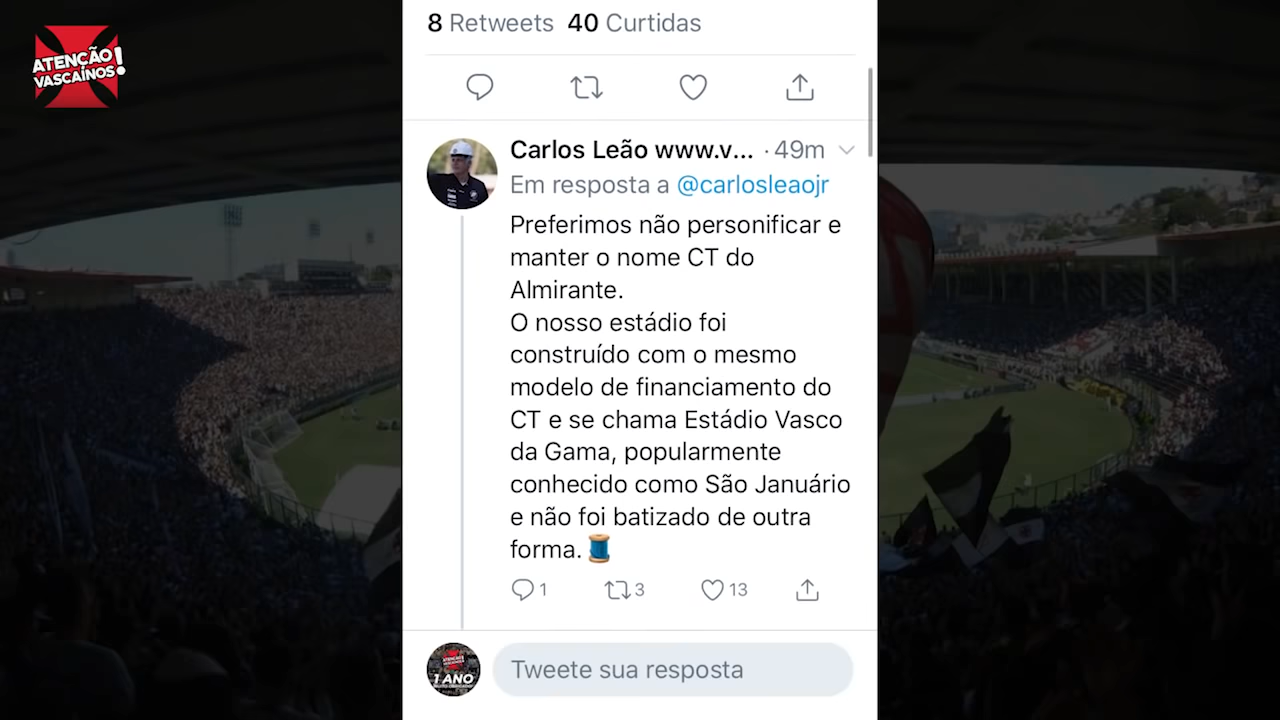 ATENÇÃO
VASCAÍNOS!
8 Retweets 40 Curtidas
Carlos Leão www.v... · 49m
Em resposta a @carlosleaojr
Preferimos não personificar e
manter o nome CT do
Almirante.
O nosso estádio foi
construído com o mesmo
modelo de financiamento do
CT e se chama Estádio Vasco
da Gama, popularmente
conhecido como São Januário
e não foi batizado de outra
forma.🧵
1 3 13
ATENÇÃO
VASCAÍNOS!
1 ANO
Tweete sua resposta